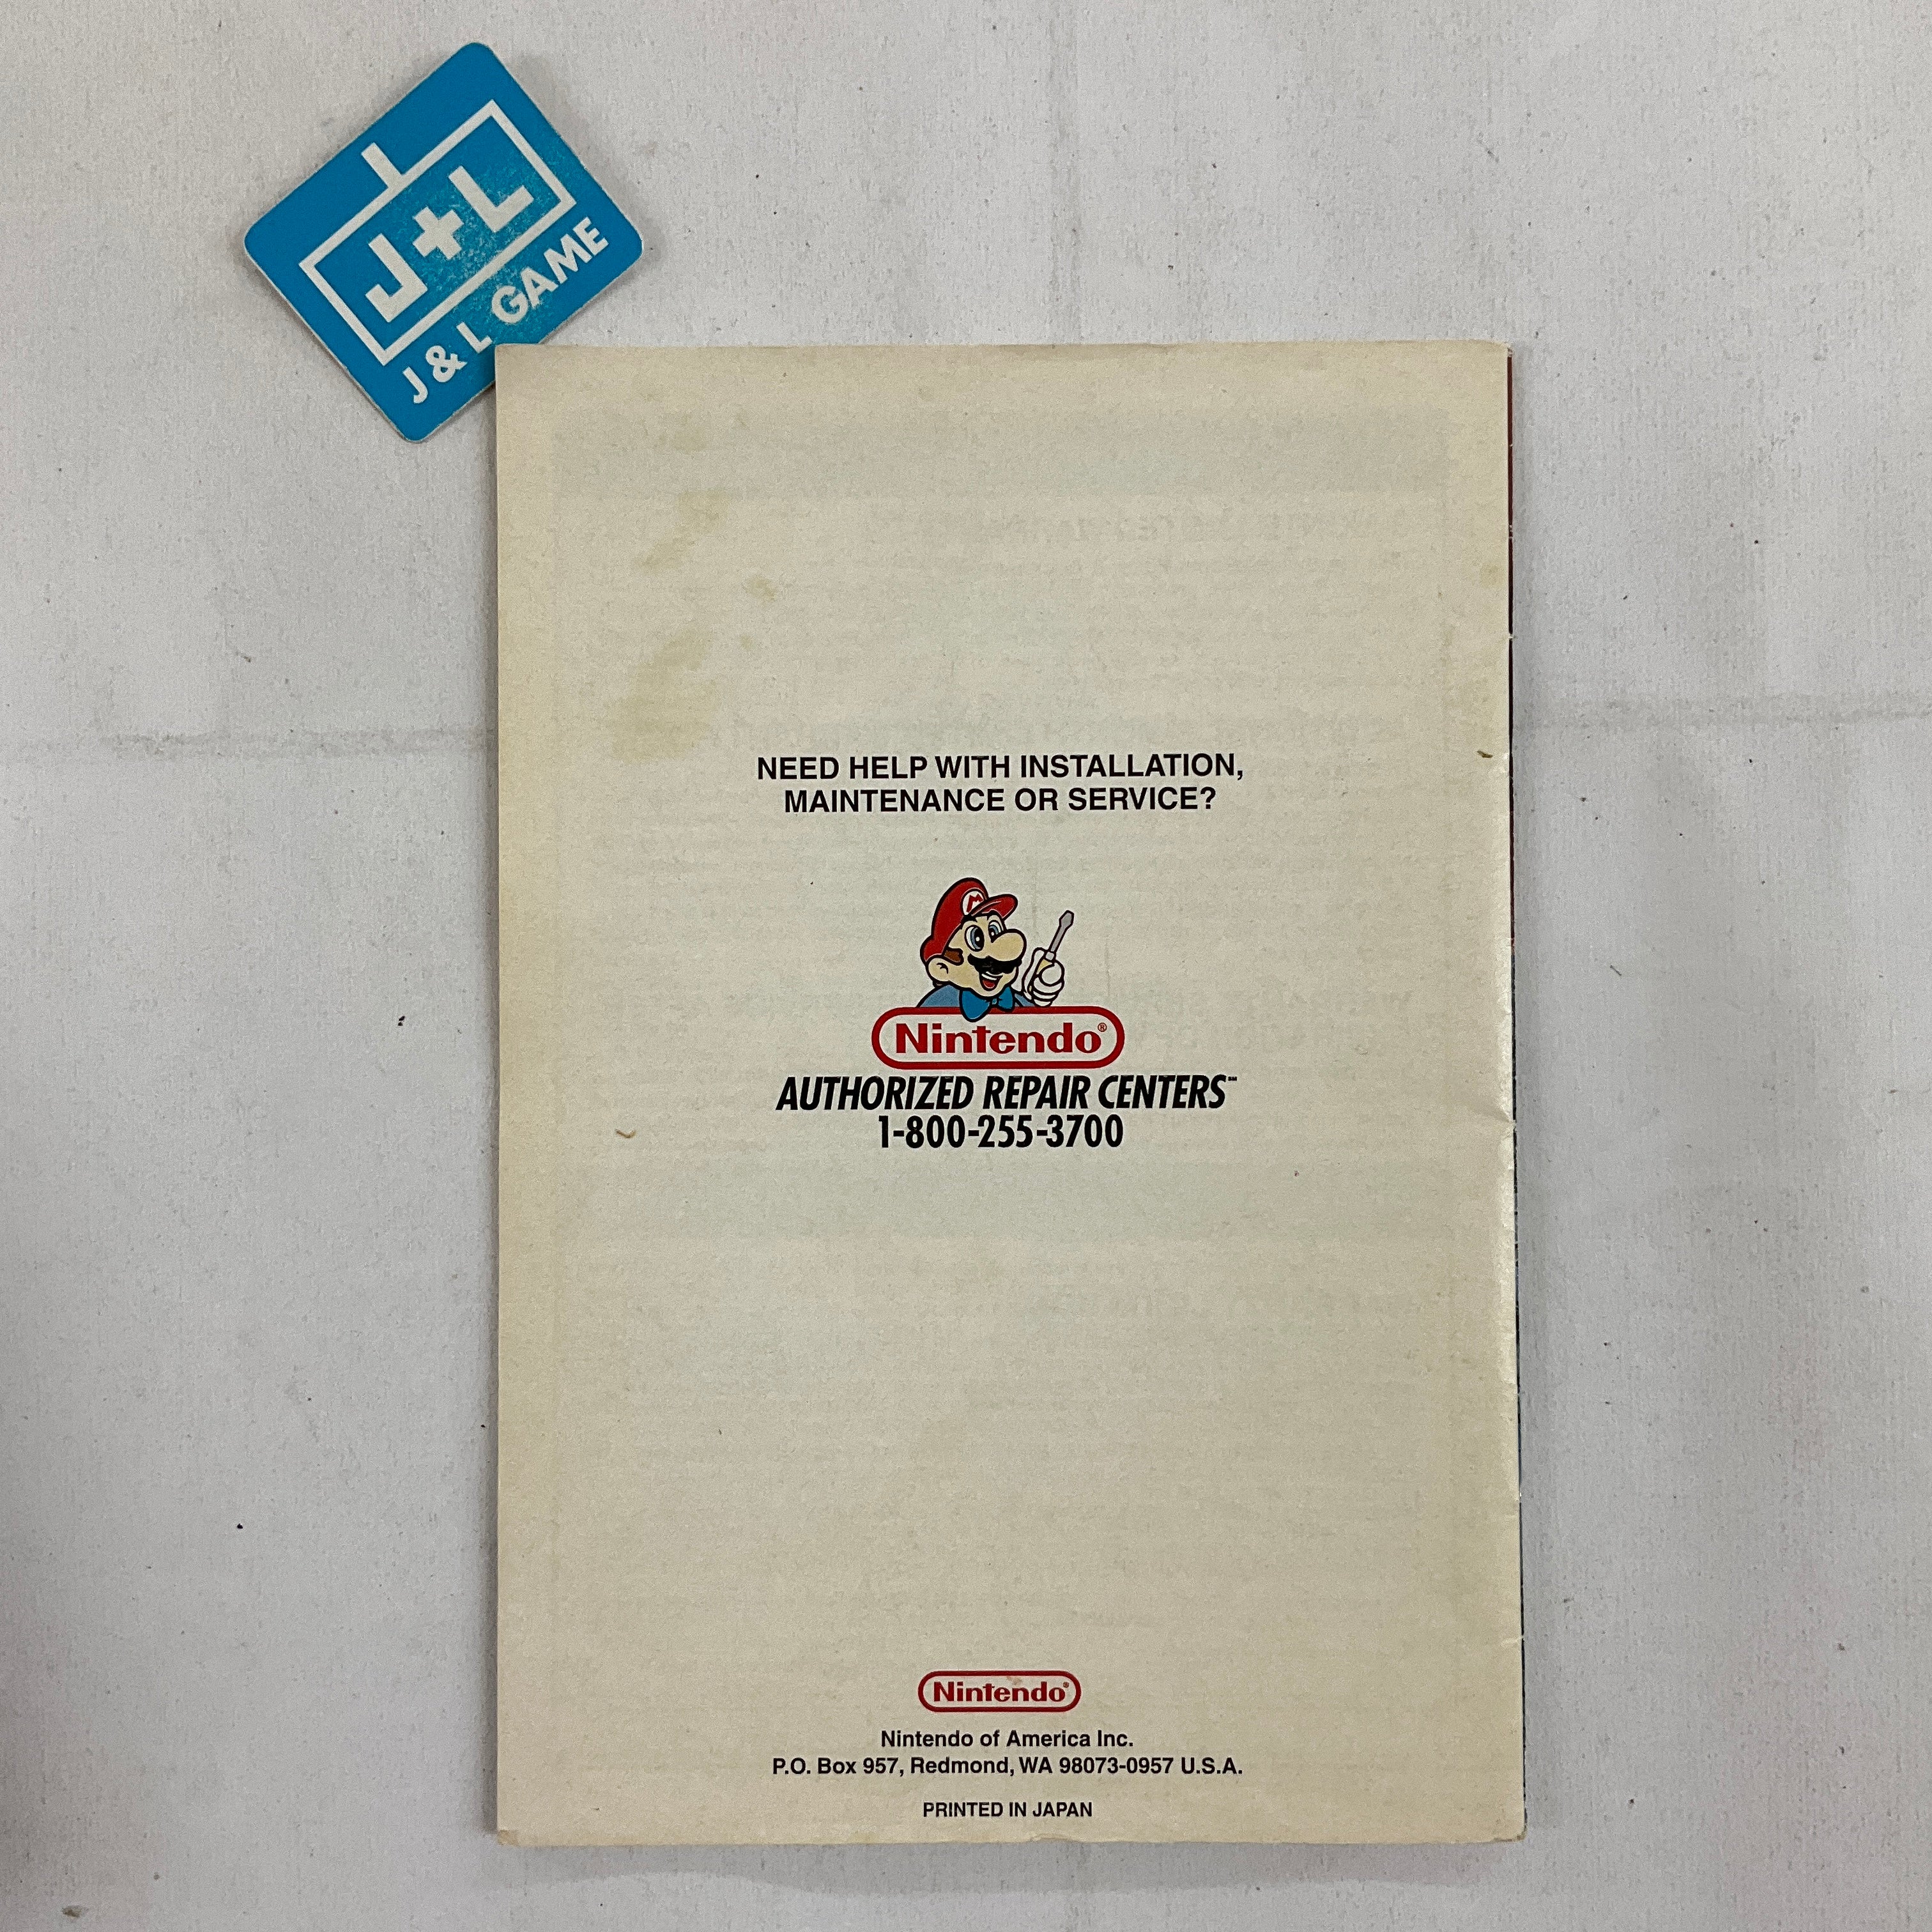 J+L
J & L GAME
NEED HELP WITH INSTALLATION,
MAINTENANCE OR SERVICE?
M
Nintendo®
AUTHORIZED REPAIR CENTERS℠
1-800-255-3700
Nintendo®
Nintendo of America Inc.
P.O. Box 957, Redmond, WA 98073-0957 U.S.A.
PRINTED IN JAPAN